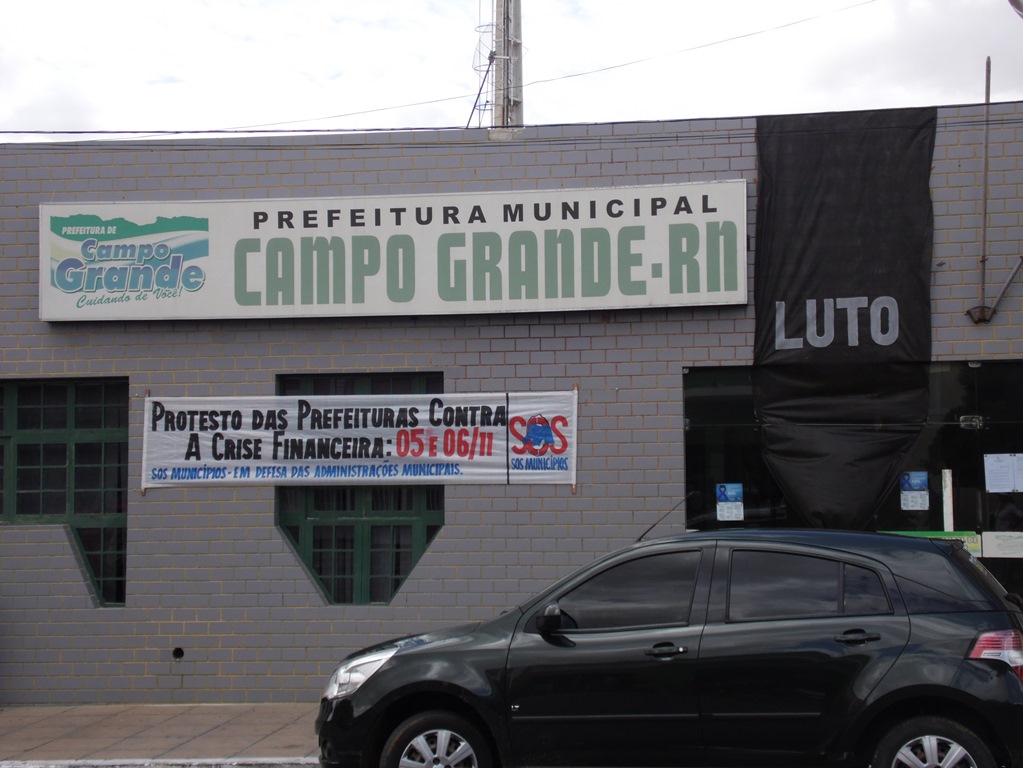 PREFEITURA DE
Campo
Grande
Cuidando de Você!
PREFEITURA MUNICIPAL
CAMPO GRANDE-RN
LUTO
PROTESTO DAS PREFEITURAS CONTRA
A CRISE FINANCEIRA: 05 E 06/11
SOS MUNICÍPIOS - EM DEFESA DAS ADMINISTRAÇÕES MUNICIPAIS.
SOS
SOS MUNICÍPIOS